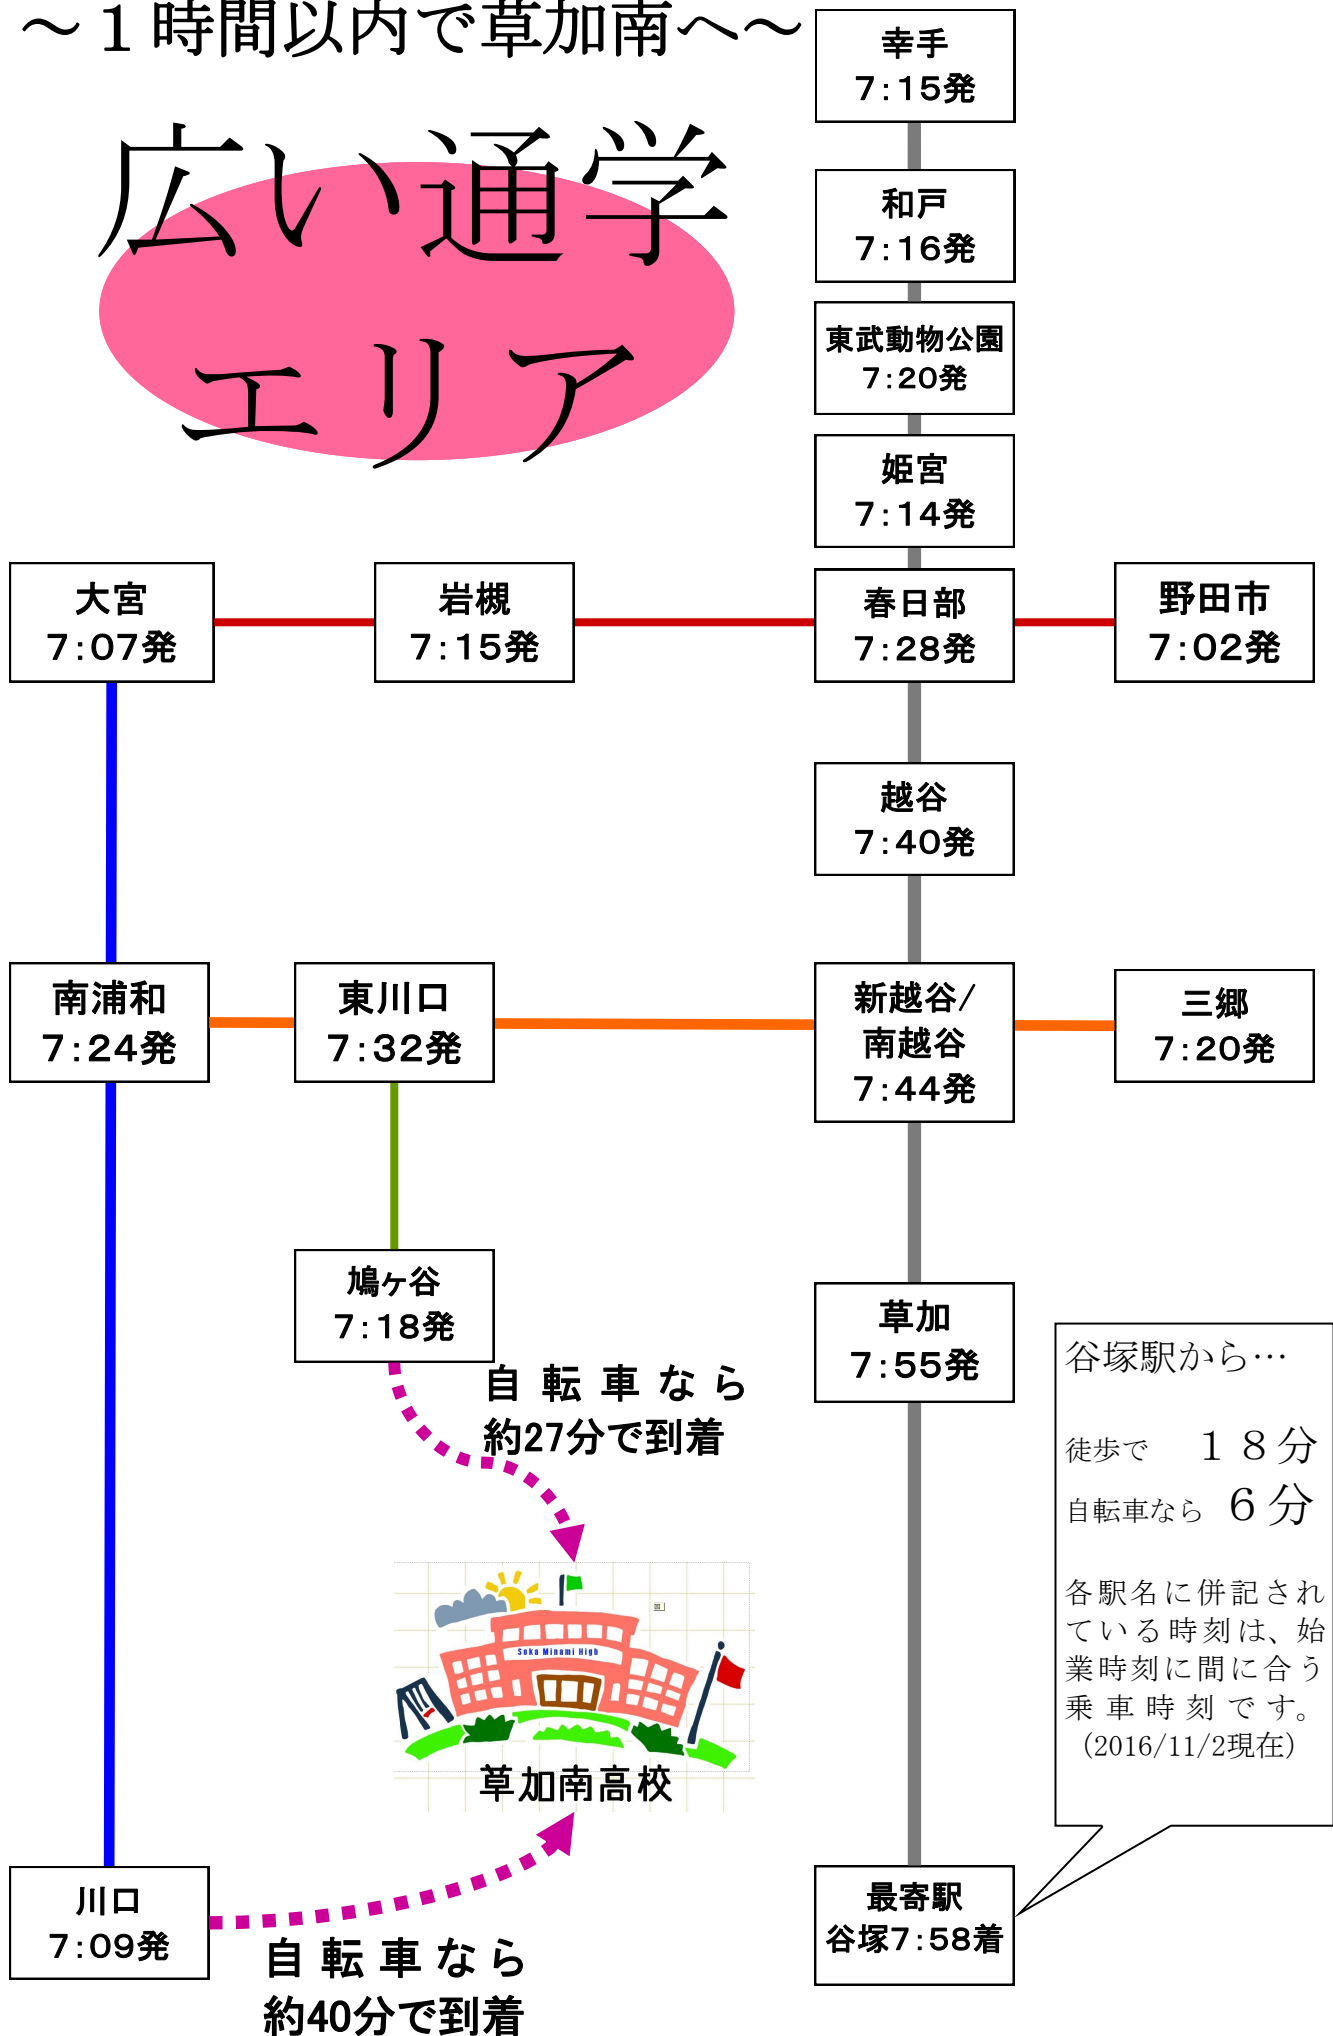 ～１時間以内で草加南へ～
広い通学
エリア
幸手
7:15発
和戸
7:16発
東武動物公園
7:20発
姫宮
7:14発
大宮
7:07発
岩槻
7:15発
春日部
7:28発
野田市
7:02発
越谷
7:40発
南浦和
7:24発
東川口
7:32発
新越谷/
南越谷
7:44発
三郷
7:20発
鳩ヶ谷
7:18発
草加
7:55発
自転車なら
約27分で到着
谷塚駅から…
徒歩で　１８分
自転車なら　６分
各駅名に併記され
ている時刻は、始
業時刻に間に合う
乗車時刻です。
（2016/11/2現在）
Soka Minami High
草加南高校
川口
7:09発
自転車なら
約40分で到着
最寄駅
谷塚7:58着